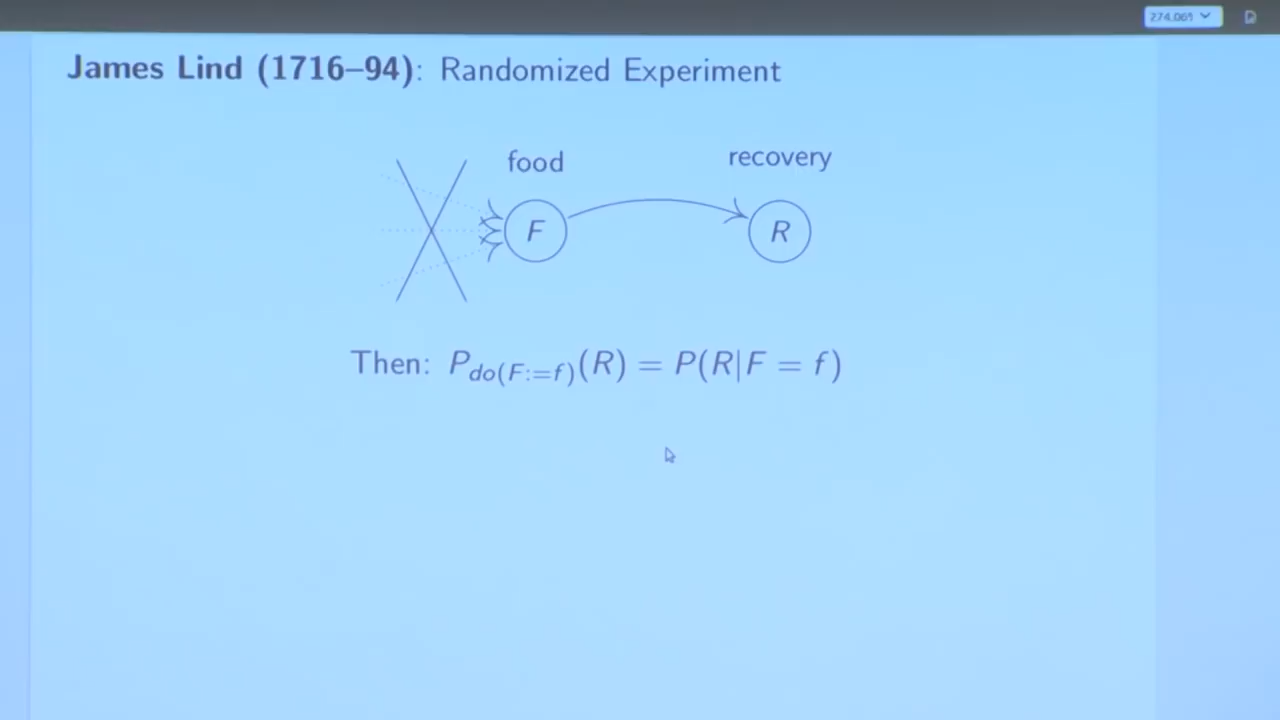 274.061
James Lind (1716–94): Randomized Experiment
food
recovery
F
R
Then: P_{do(F:=f)}(R) = P(R|F = f)